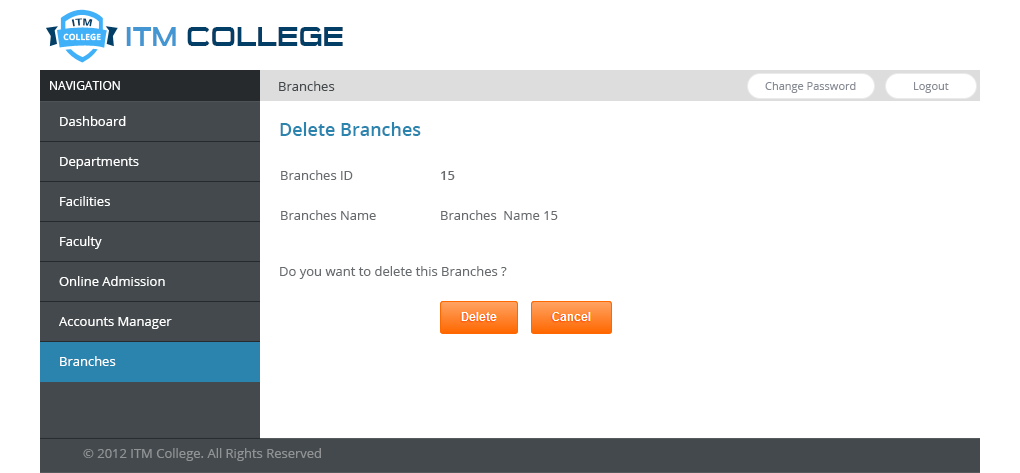 ITM
COLLEGE
ITM COLLEGE
NAVIGATION
Branches
Change Password
Logout
Dashboard
Departments
Facilities
Faculty
Online Admission
Accounts Manager
Branches
Delete Branches
Branches ID 15
Branches Name Branches  Name 15
Do you want to delete this Branches ?
Delete
Cancel
© 2012 ITM College. All Rights Reserved